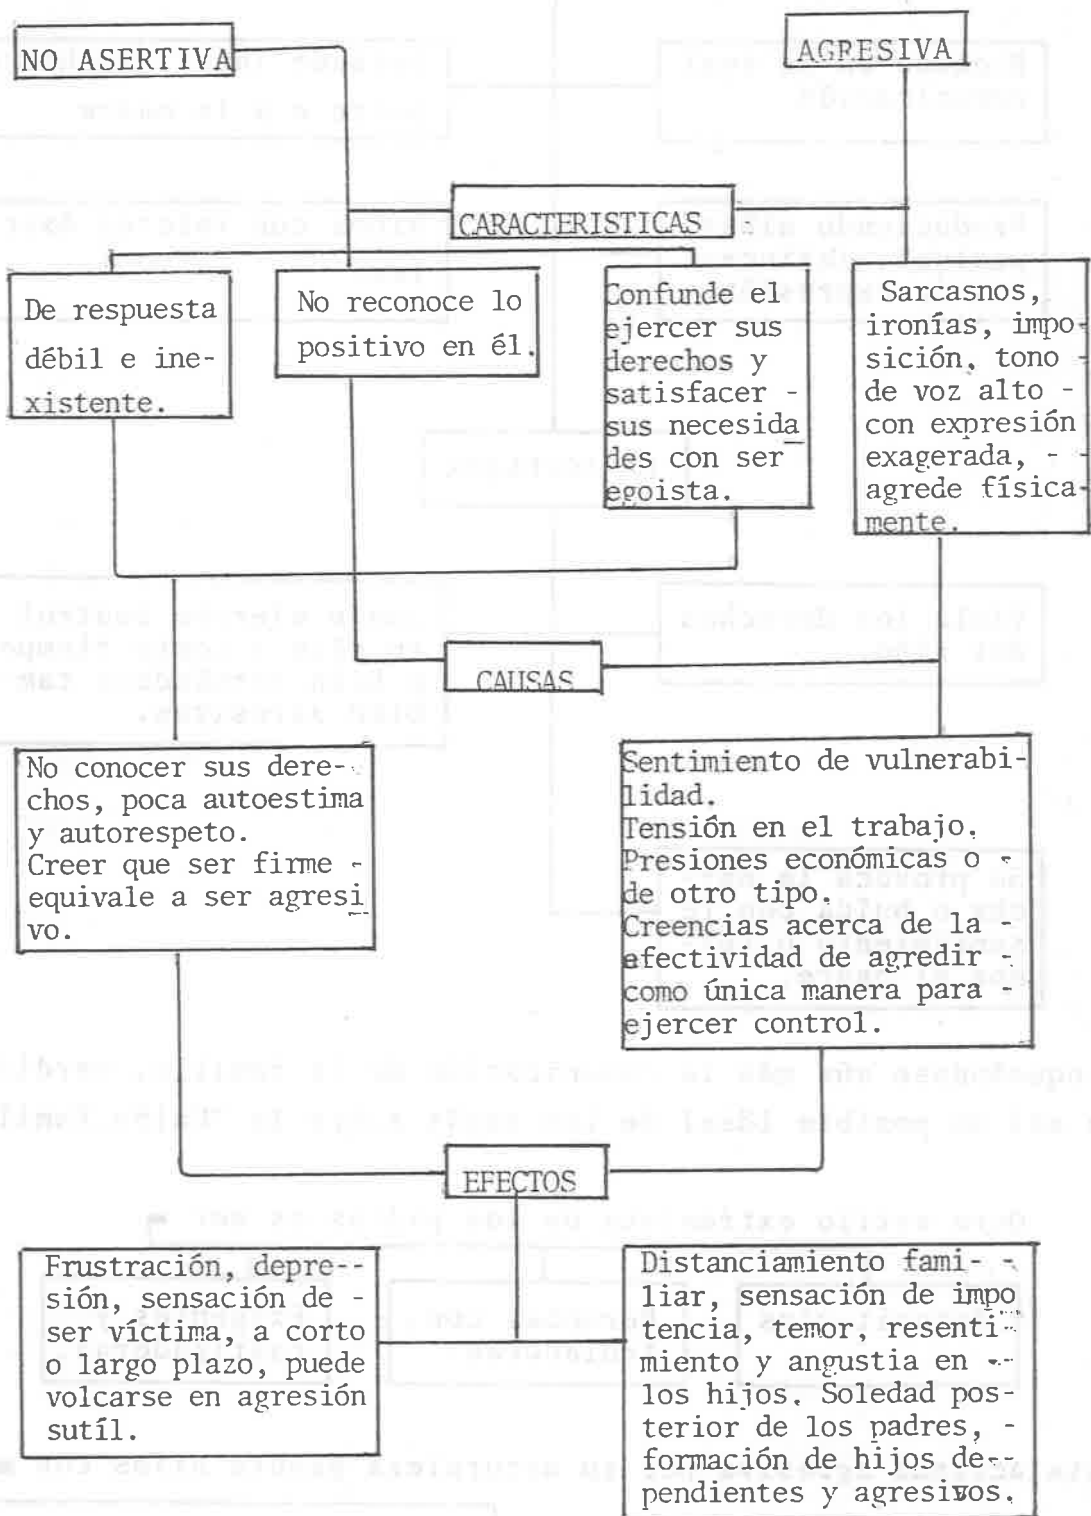 NO ASERTIVA
AGRESIVA
CARACTERISTICAS -
De respuesta
débil e ine-
xistente.
No reconoce lo
positivo en él.
Confunde el
ejercer sus
derechos y
satisfacer -
sus necesida
des con ser
egoista.
Sarcasnos,
ironías, impo-
sición, tono -
de voz alto -
con expresión
exagerada, - -
agrede física-
mente.
CAUSAS
No conocer sus dere--
chos, poca autoestima
y autorespeto.
Creer que ser firme -
equivale a ser agresi
vo.
Sentimiento de vulnerabi-
lidad.
Tensión en el trabajo.
Presiones económicas o -
de otro tipo.
Creencias acerca de la -
efectividad de agredir -
como única manera para -
ejercer control.
EFECTOS
Frustración, depre--
sión, sensación de -
ser víctima, a corto
o largo plazo, puede
volcarse en agresión
sutíl.
Distanciamiento fami- -
liar, sensación de impo
tencia, temor, resenti-
miento y angustia en --
los hijos. Soledad pos-
terior de los padres, -
formación de hijos de--
pendientes y agresivos.